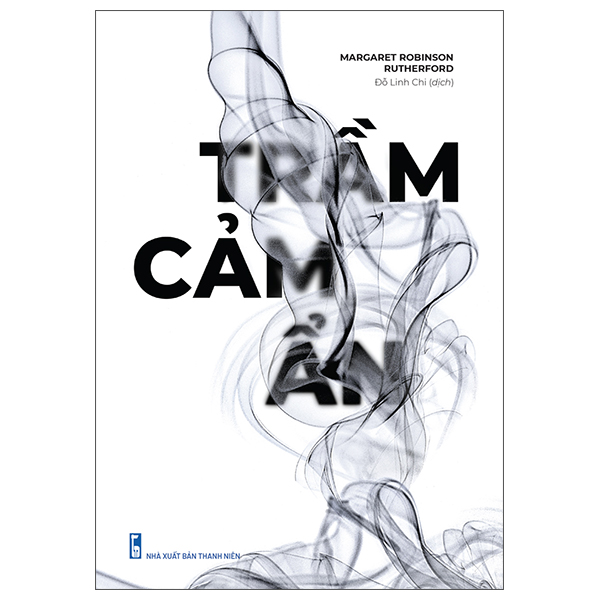 MARGARET ROBINSON
RUTHERFORD
Đỗ Linh Chi (dịch)
TRẦM
CẢM
ẨN
NHÀ XUẤT BẢN THANH NIÊN